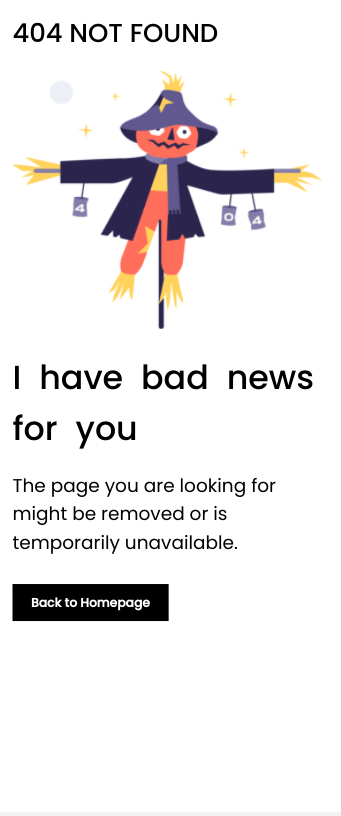 404 NOT FOUND
4
0
4
I have bad news
for you
The page you are looking for
might be removed or is
temporarily unavailable.
Back to Homepage